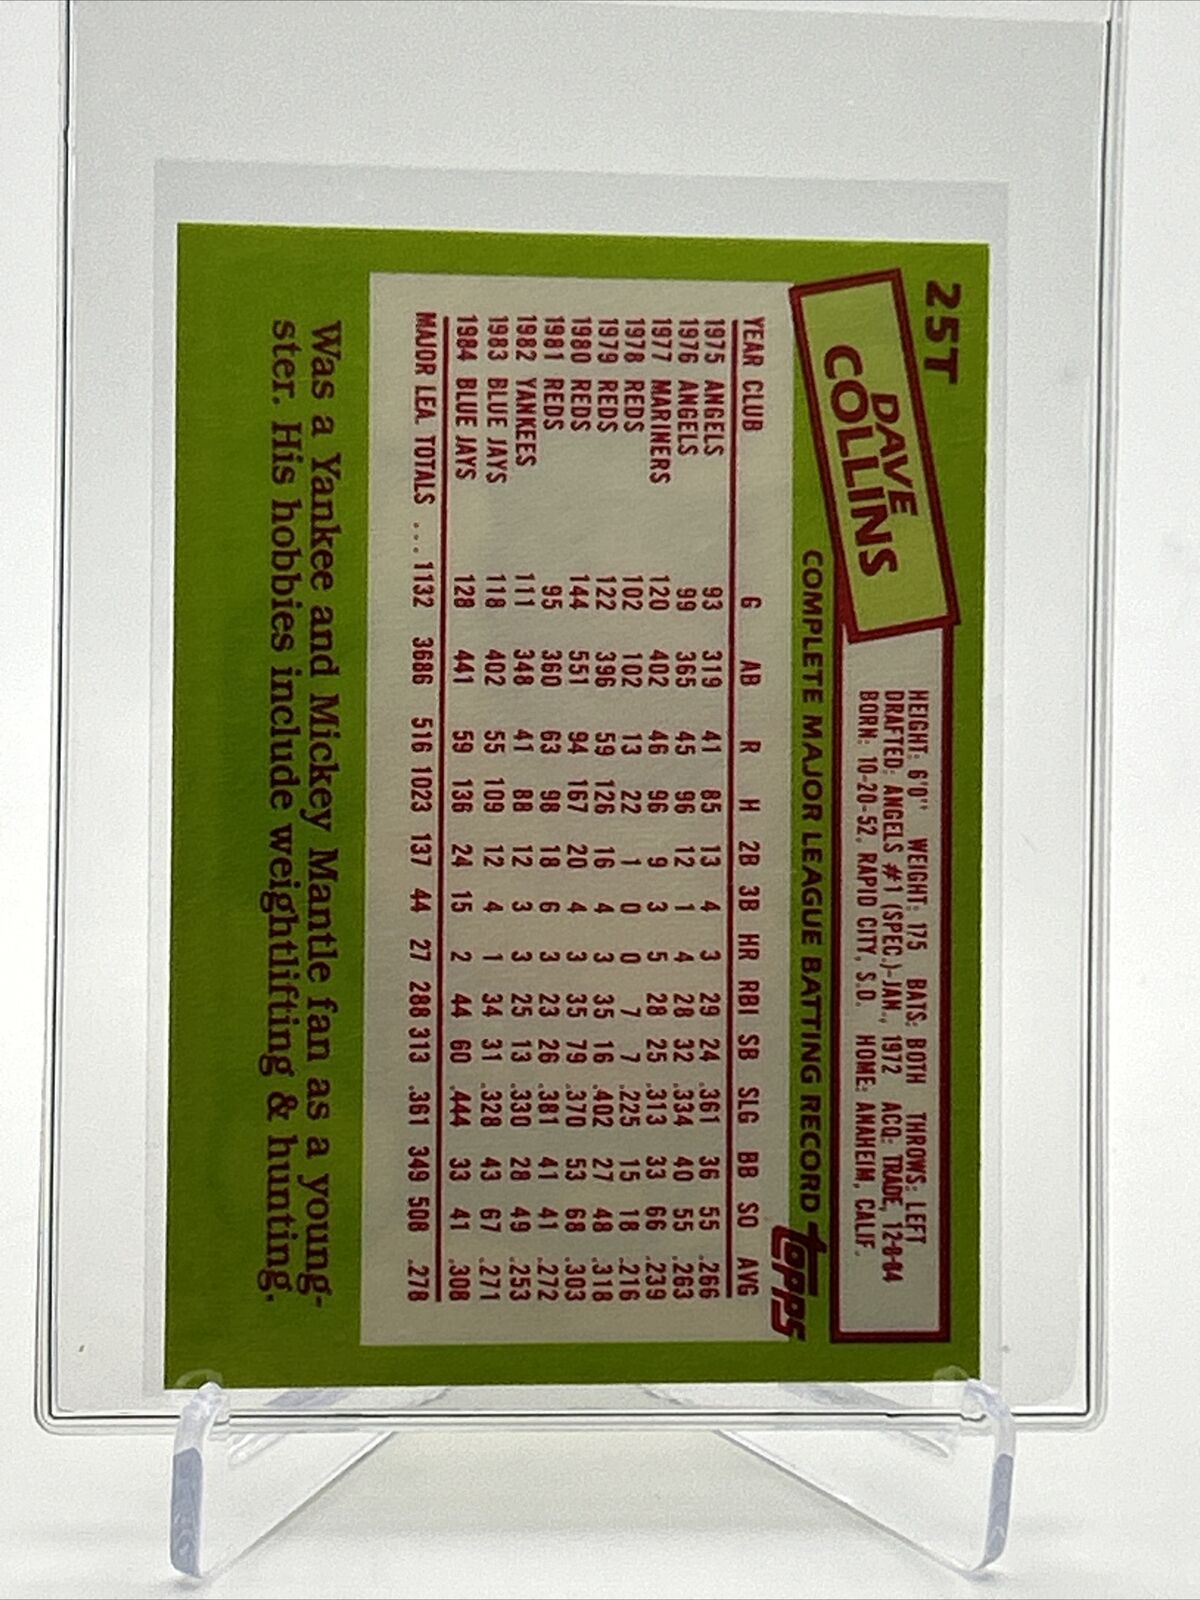 25T
DAVE
COLLINS
HEIGHT: 6'0" WEIGHT: 175 BATS: BOTH THROWS: LEFT
DRAFTED: ANGELS #1 (SPEC.)-JAN., 1972 ACQ: TRADE, 12-8-84
BORN: 10-20-52, RAPID CITY, S.D. HOME: ANAHEIM, CALIF.
COMPLETE MAJOR LEAGUE BATTING RECORD
topps
YEAR CLUB G AB R H 2B 3B HR RBI SB SLG BB SO AVG
1975 ANGELS 93 319 41 85 13 4 3 29 24 .361 36 55 .266
1976 ANGELS 99 365 45 96 12 1 4 28 32 .334 40 55 .263
1977 MARINERS 120 402 46 96 9 3 5 28 25 .313 33 66 .239
1978 REDS 102 102 13 22 1 0 0 7 7 .225 15 18 .216
1979 REDS 122 396 59 126 16 4 3 35 16 .402 27 48 .318
1980 REDS 144 551 94 167 20 4 3 35 79 .370 53 68 .303
1981 REDS 95 360 63 98 18 6 3 23 26 .381 41 41 .272
1982 YANKEES 111 348 41 88 12 3 3 25 13 .330 28 49 .253
1983 BLUE JAYS 118 402 55 109 12 4 1 34 31 .328 43 67 .271
1984 BLUE JAYS 128 441 59 136 24 15 2 44 60 .444 33 41 .308
MAJOR LEA. TOTALS ... 1132 3686 516 1023 137 44 27 288 313 .361 349 508 .278
Was a Yankee and Mickey Mantle fan as a young-
ster. His hobbies include weightlifting & hunting.